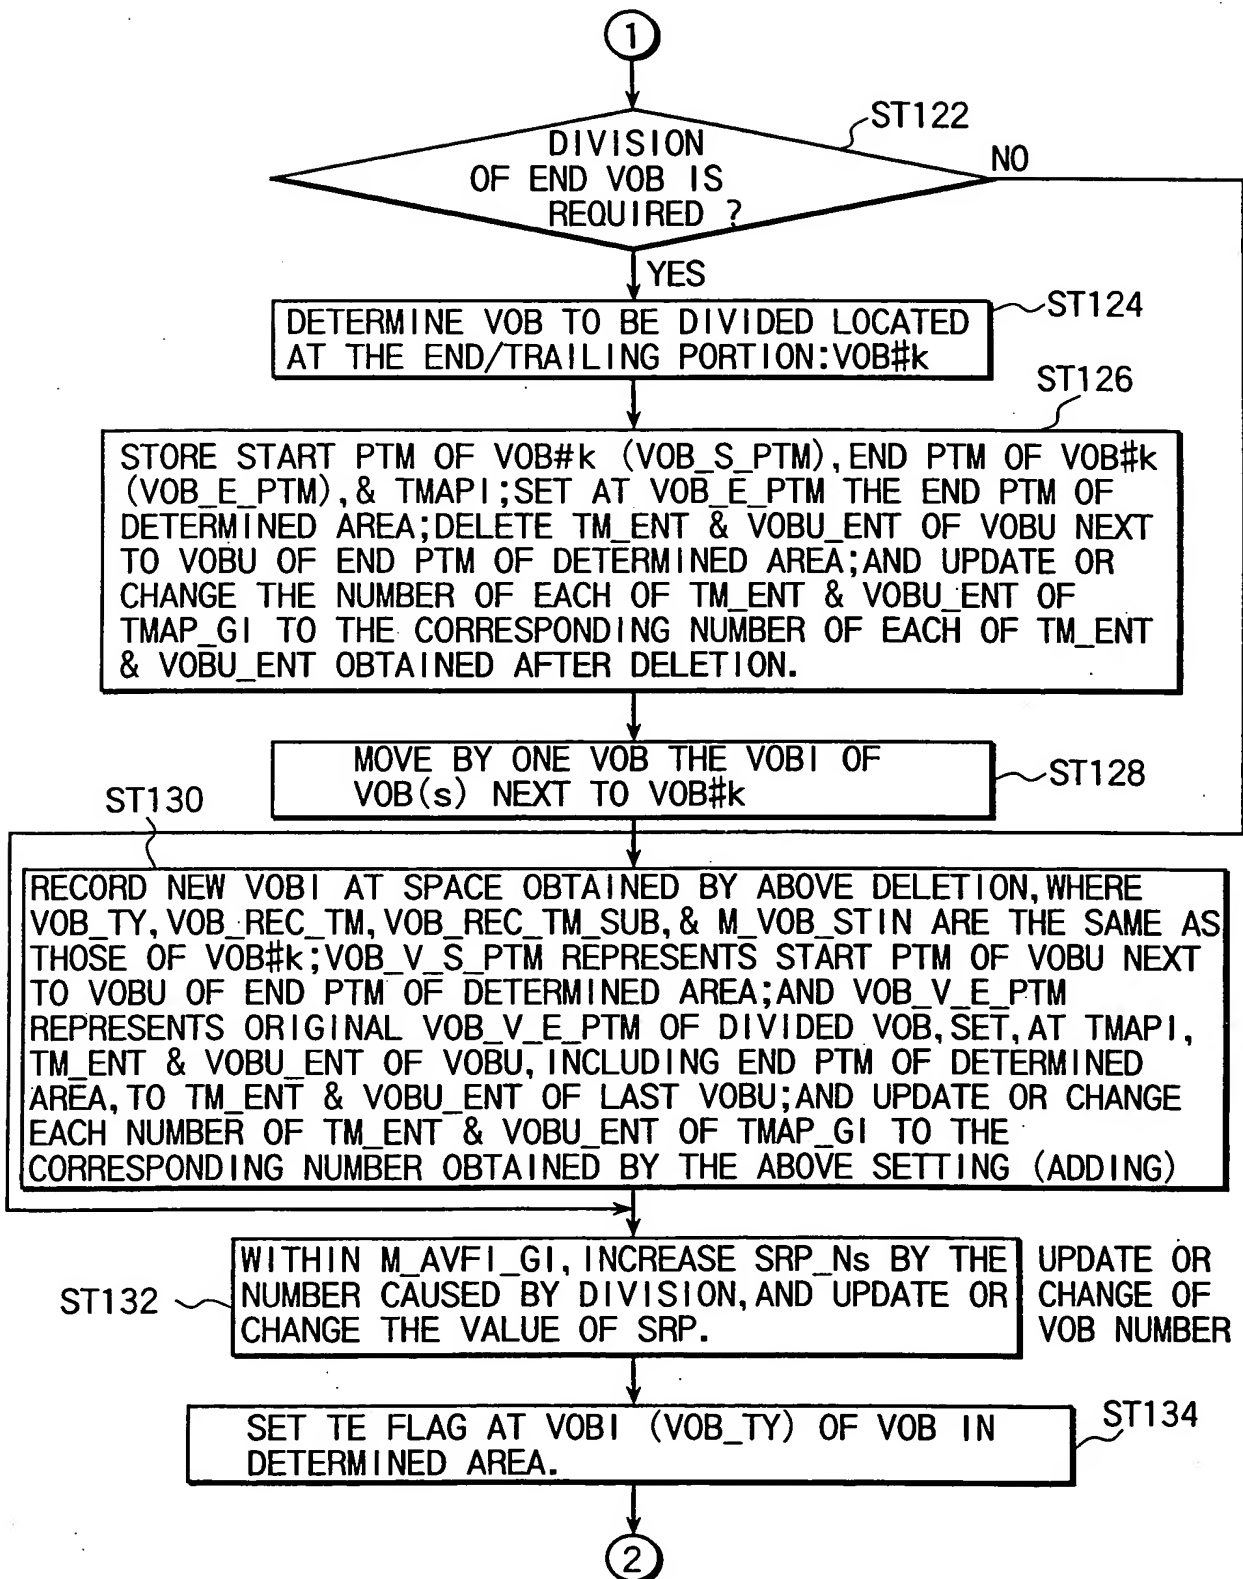 1
ST122
DIVISION
OF END VOB IS
REQUIRED ?
NO
YES
ST124
DETERMINE VOB TO BE DIVIDED LOCATED
AT THE END/TRAILING PORTION:VOB#k
ST126
STORE START PTM OF VOB#k (VOB_S_PTM),END PTM OF VOB#k
(VOB_E_PTM),& TMAPI;SET AT VOB_E_PTM THE END PTM OF
DETERMINED AREA;DELETE TM_ENT & VOBU_ENT OF VOBU NEXT
TO VOBU OF END PTM OF DETERMINED AREA;AND UPDATE OR
CHANGE THE NUMBER OF EACH OF TM_ENT & VOBU_ENT OF
TMAP_GI TO THE CORRESPONDING NUMBER OF EACH OF TM_ENT
& VOBU_ENT OBTAINED AFTER DELETION.
MOVE BY ONE VOB THE VOBI OF
VOB(s) NEXT TO VOB#k
ST128
ST130
RECORD NEW VOBI AT SPACE OBTAINED BY ABOVE DELETION,WHERE
VOB_TY,VOB_REC_TM,VOB_REC_TM_SUB,& M_VOB_STIN ARE THE SAME AS
THOSE OF VOB#k;VOB_V_S_PTM REPRESENTS START PTM OF VOBU NEXT
TO VOBU OF END PTM OF DETERMINED AREA;AND VOB_V_E_PTM
REPRESENTS ORIGINAL VOB_V_E_PTM OF DIVIDED VOB,SET,AT TMAPI,
TM_ENT & VOBU_ENT OF VOBU,INCLUDING END PTM OF DETERMINED
AREA,TO TM_ENT & VOBU_ENT OF LAST VOBU;AND UPDATE OR CHANGE
EACH NUMBER OF TM_ENT & VOBU_ENT OF TMAP_GI TO THE
CORRESPONDING NUMBER OBTAINED BY THE ABOVE SETTING (ADDING)
WITHIN M_AVFI_GI,INCREASE SRP_Ns BY THE
NUMBER CAUSED BY DIVISION,AND UPDATE OR
CHANGE THE VALUE OF SRP.
ST132
UPDATE OR
CHANGE OF
VOB NUMBER
SET TE FLAG AT VOBI (VOB_TY) OF VOB IN
DETERMINED AREA.
ST134
2